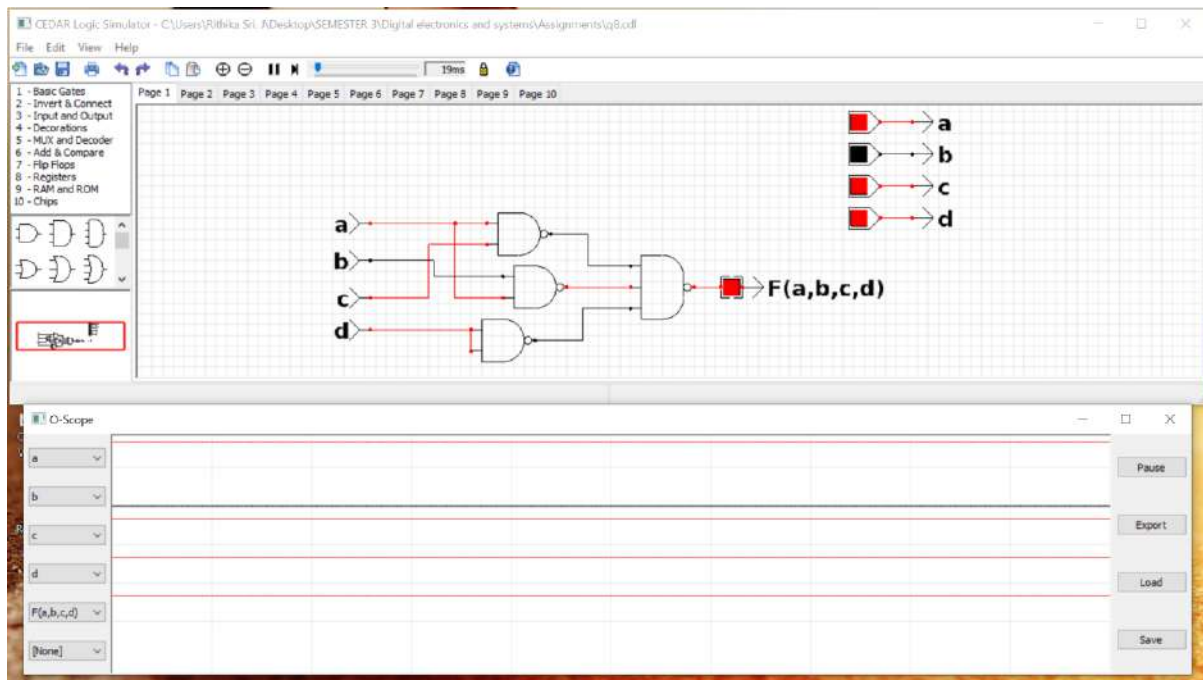 CEDAR Logic Simulator - C:\Users\Rithika Sri. J\Desktop\SEMESTER 3\Digital electronics and systems\Assignments\q8.cdl
File Edit View Help
19ms
1 - Basic Gates
2 - Invert & Connect
3 - Input and Output
4 - Decorations
5 - MUX and Decoder
6 - Add & Compare
7 - Flip Flops
8 - Registers
9 - RAM and ROM
10 - Chips
Page 1 Page 2 Page 3 Page 4 Page 5 Page 6 Page 7 Page 8 Page 9 Page 10
a
b
c
d
a
b
c
d
F(a,b,c,d)
O-Scope
a
b
c
d
F(a,b,c,d)
[None]
Pause
Export
Load
Save